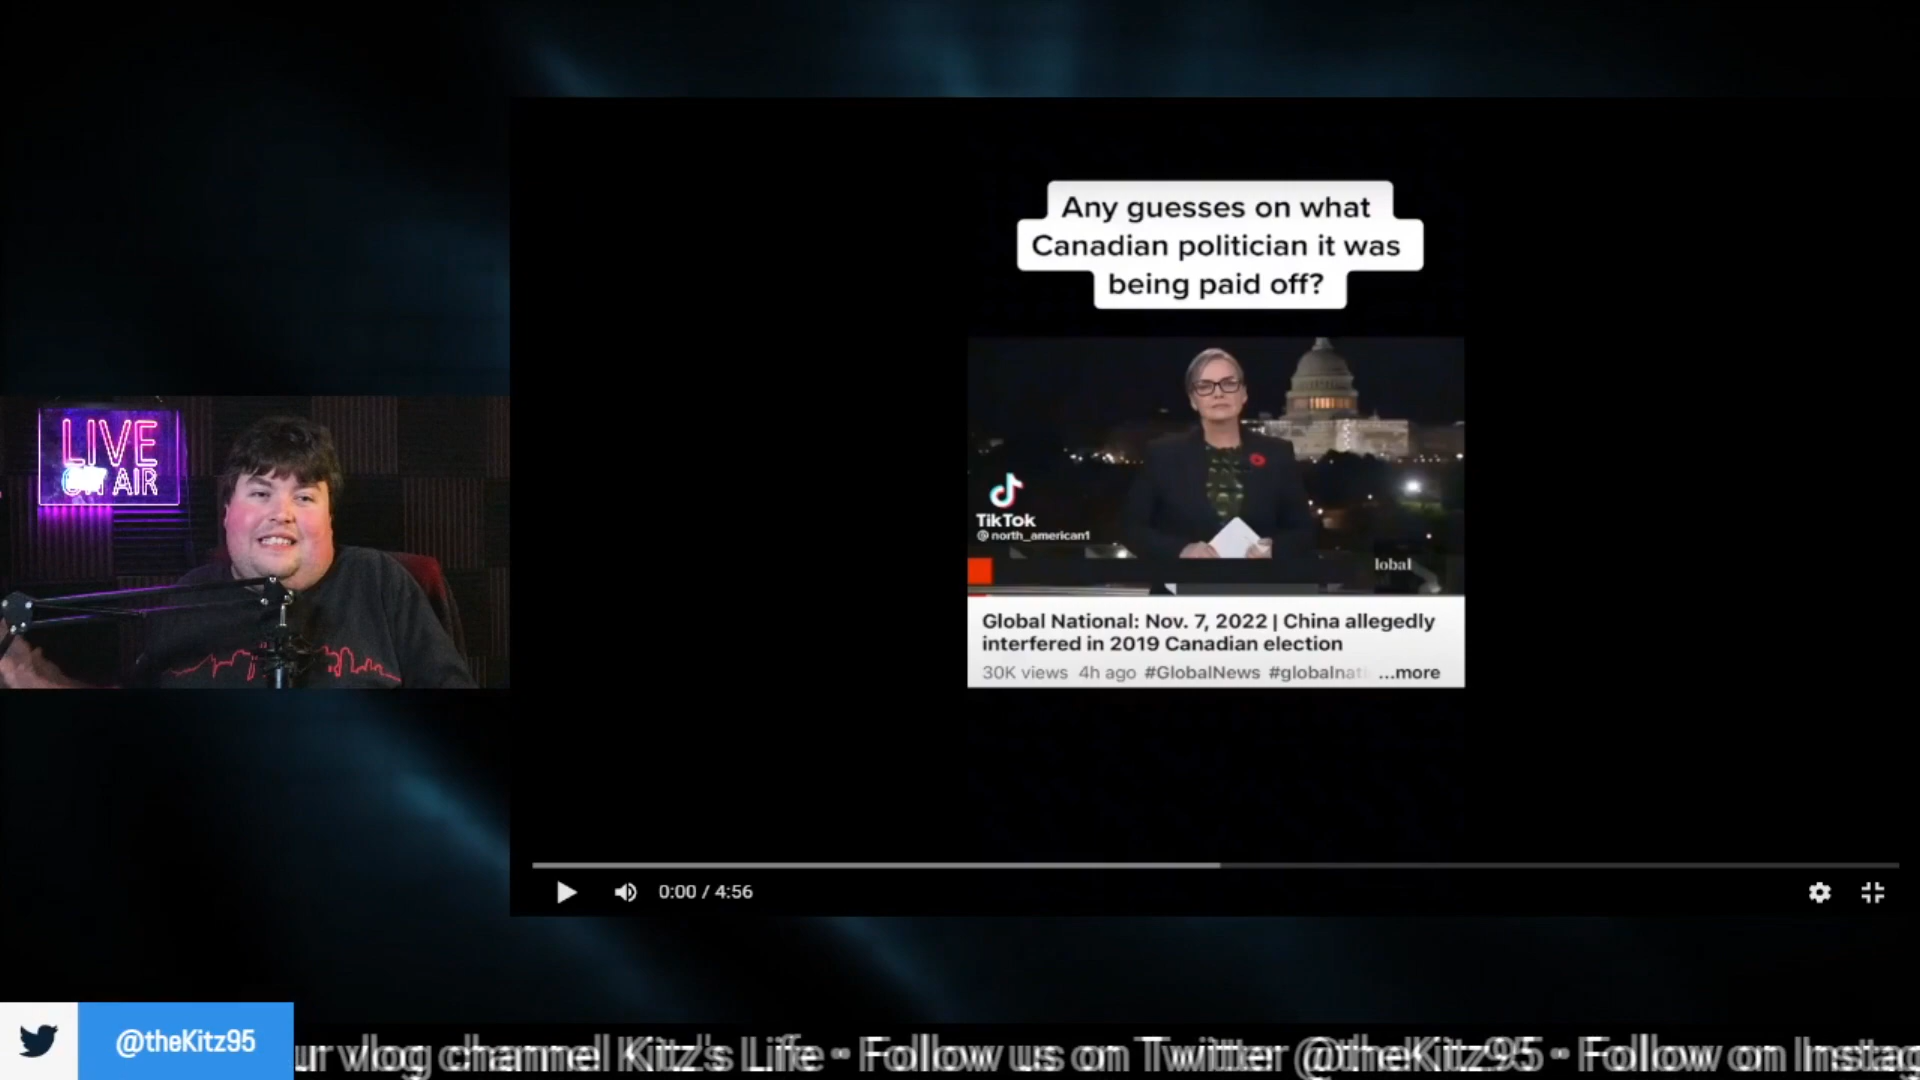 Any guesses on what
Canadian politician it was
being paid off?
LIVE
ON AIR
TikTok
@north_american1
lobal
Global National: Nov. 7, 2022 | China allegedly
interfered in 2019 Canadian election
30K views 4h ago #GlobalNews #globalnati ...more
0:00 / 4:56
@theKitz95
ur vlog channel Kitz's Life • Follow us on Twitter @theKitz95 • Follow on Instag